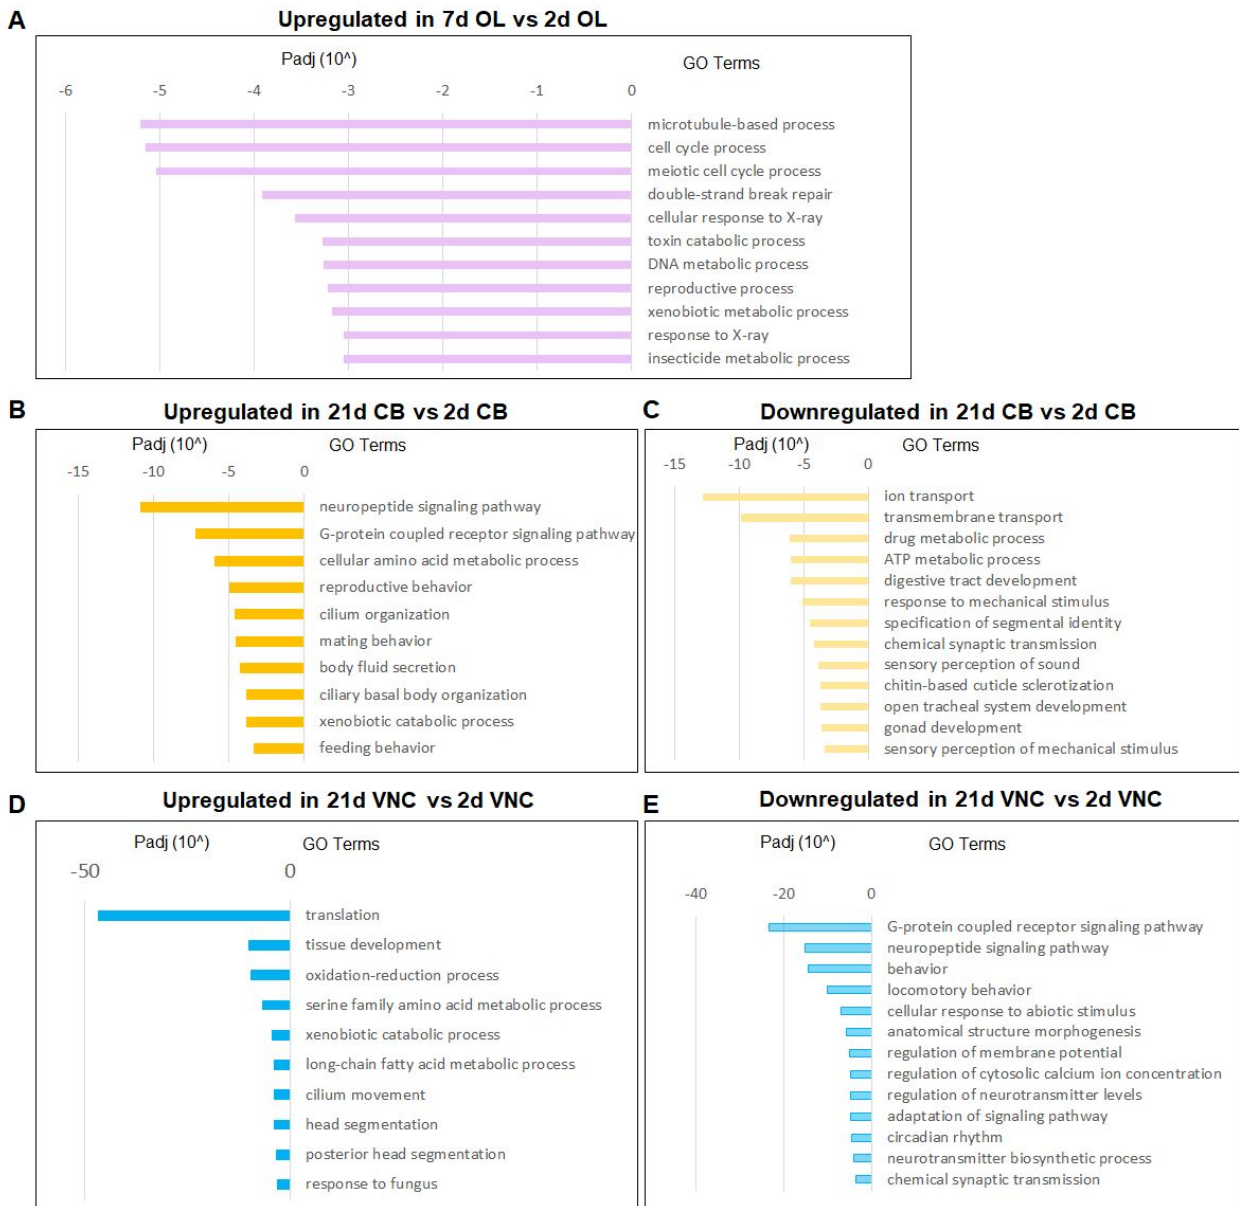 A
Upregulated in 7d OL vs 2d OL
Padj (10^)
GO Terms
-6 -5 -4 -3 -2 -1 0
microtubule-based process
cell cycle process
meiotic cell cycle process
double-strand break repair
cellular response to X-ray
toxin catabolic process
DNA metabolic process
reproductive process
xenobiotic metabolic process
response to X-ray
insecticide metabolic process
B
Upregulated in 21d CB vs 2d CB
Padj (10^)
GO Terms
-15 -10 -5 0
neuropeptide signaling pathway
G-protein coupled receptor signaling pathway
cellular amino acid metabolic process
reproductive behavior
cilium organization
mating behavior
body fluid secretion
ciliary basal body organization
xenobiotic catabolic process
feeding behavior
C
Downregulated in 21d CB vs 2d CB
Padj (10^)
GO Terms
-15 -10 -5 0
ion transport
transmembrane transport
drug metabolic process
ATP metabolic process
digestive tract development
response to mechanical stimulus
specification of segmental identity
chemical synaptic transmission
sensory perception of sound
chitin-based cuticle sclerotization
open tracheal system development
gonad development
sensory perception of mechanical stimulus
D
Upregulated in 21d VNC vs 2d VNC
Padj (10^)
GO Terms
-50 0
translation
tissue development
oxidation-reduction process
serine family amino acid metabolic process
xenobiotic catabolic process
long-chain fatty acid metabolic process
cilium movement
head segmentation
posterior head segmentation
response to fungus
E
Downregulated in 21d VNC vs 2d VNC
Padj (10^)
GO Terms
-40 -20 0
G-protein coupled receptor signaling pathway
neuropeptide signaling pathway
behavior
locomotory behavior
cellular response to abiotic stimulus
anatomical structure morphogenesis
regulation of membrane potential
regulation of cytosolic calcium ion concentration
regulation of neurotransmitter levels
adaptation of signaling pathway
circadian rhythm
neurotransmitter biosynthetic process
chemical synaptic transmission